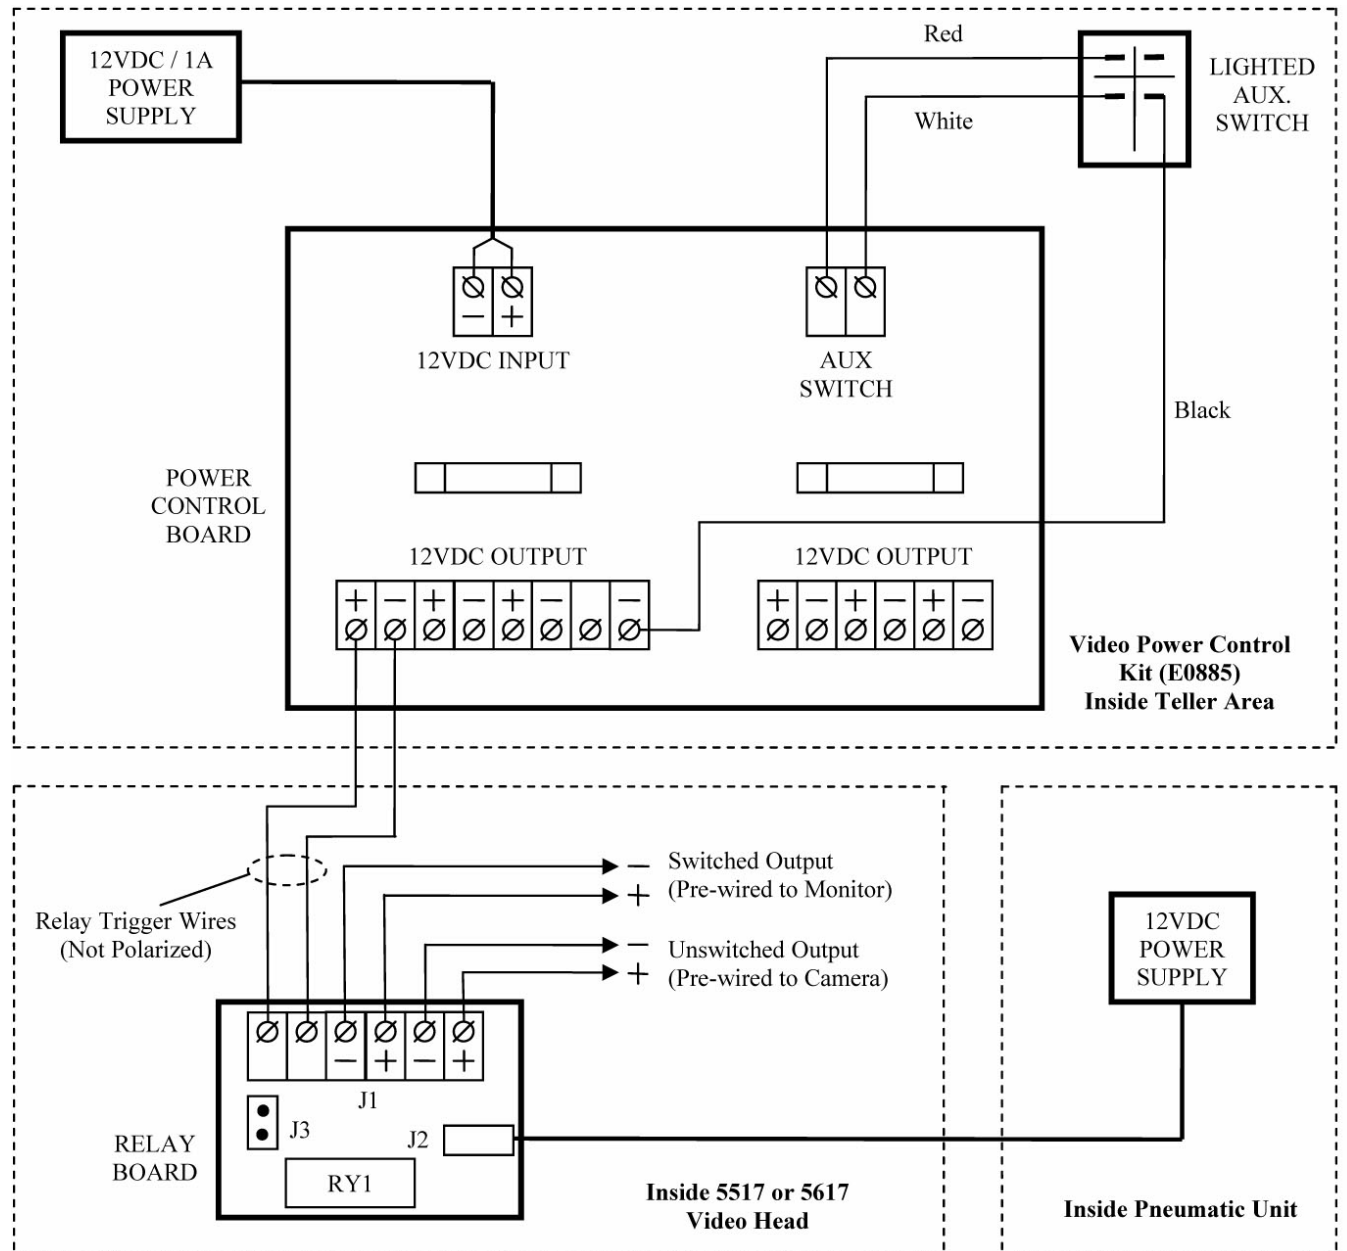 12VDC / 1A
POWER
SUPPLY
Red
White
LIGHTED
AUX.
SWITCH
− +
12VDC INPUT
AUX
SWITCH
Black
POWER
CONTROL
BOARD
12VDC OUTPUT
+ − + − + − −
12VDC OUTPUT
+ − + − + −
Video Power Control
Kit (E0885)
Inside Teller Area
Relay Trigger Wires
(Not Polarized)
− Switched Output
+ (Pre-wired to Monitor)
− Unswitched Output
+ (Pre-wired to Camera)
12VDC
POWER
SUPPLY
− + − +
J1
J3
J2
RELAY
BOARD
RY1
Inside 5517 or 5617
Video Head
Inside Pneumatic Unit